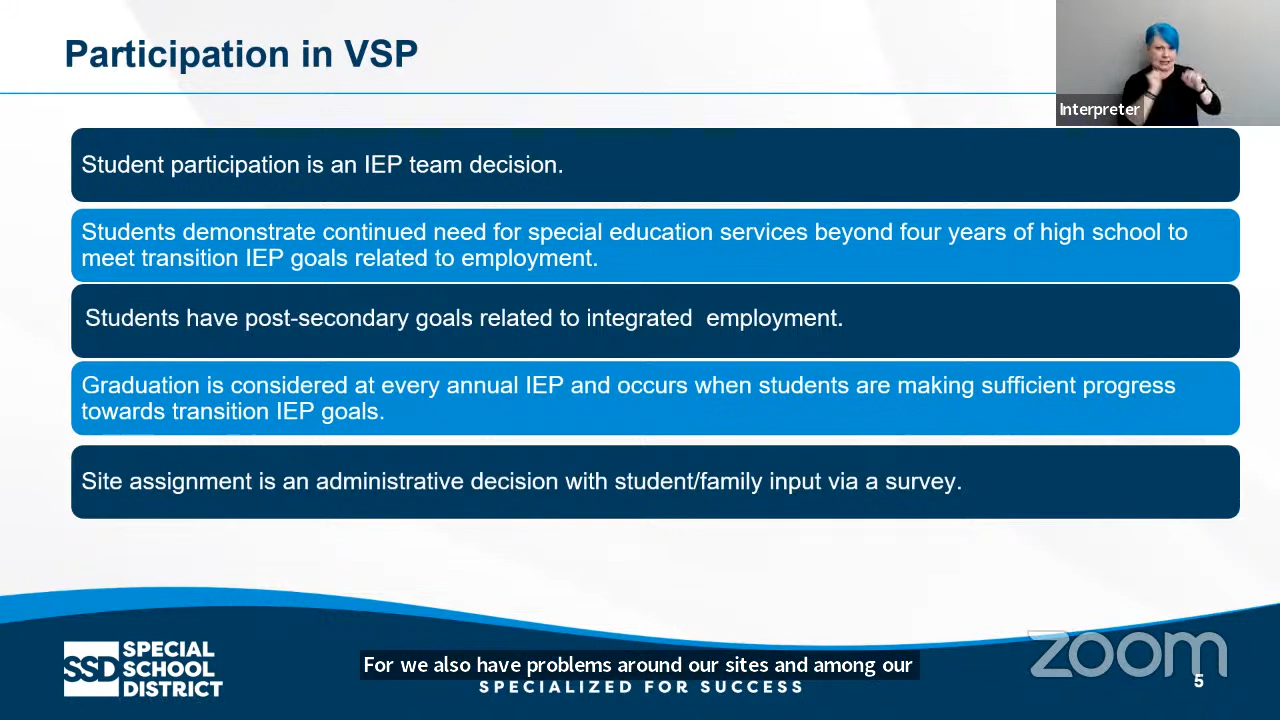 Participation in VSP
Interpreter
Student participation is an IEP team decision.
Students demonstrate continued need for special education services beyond four years of high school to
meet transition IEP goals related to employment.
Students have post-secondary goals related to integrated  employment.
Graduation is considered at every annual IEP and occurs when students are making sufficient progress
towards transition IEP goals.
Site assignment is an administrative decision with student/family input via a survey.
SSD
SPECIAL
SCHOOL
DISTRICT
For we also have problems around our sites and among our
SPECIALIZED FOR SUCCESS
zoom
5